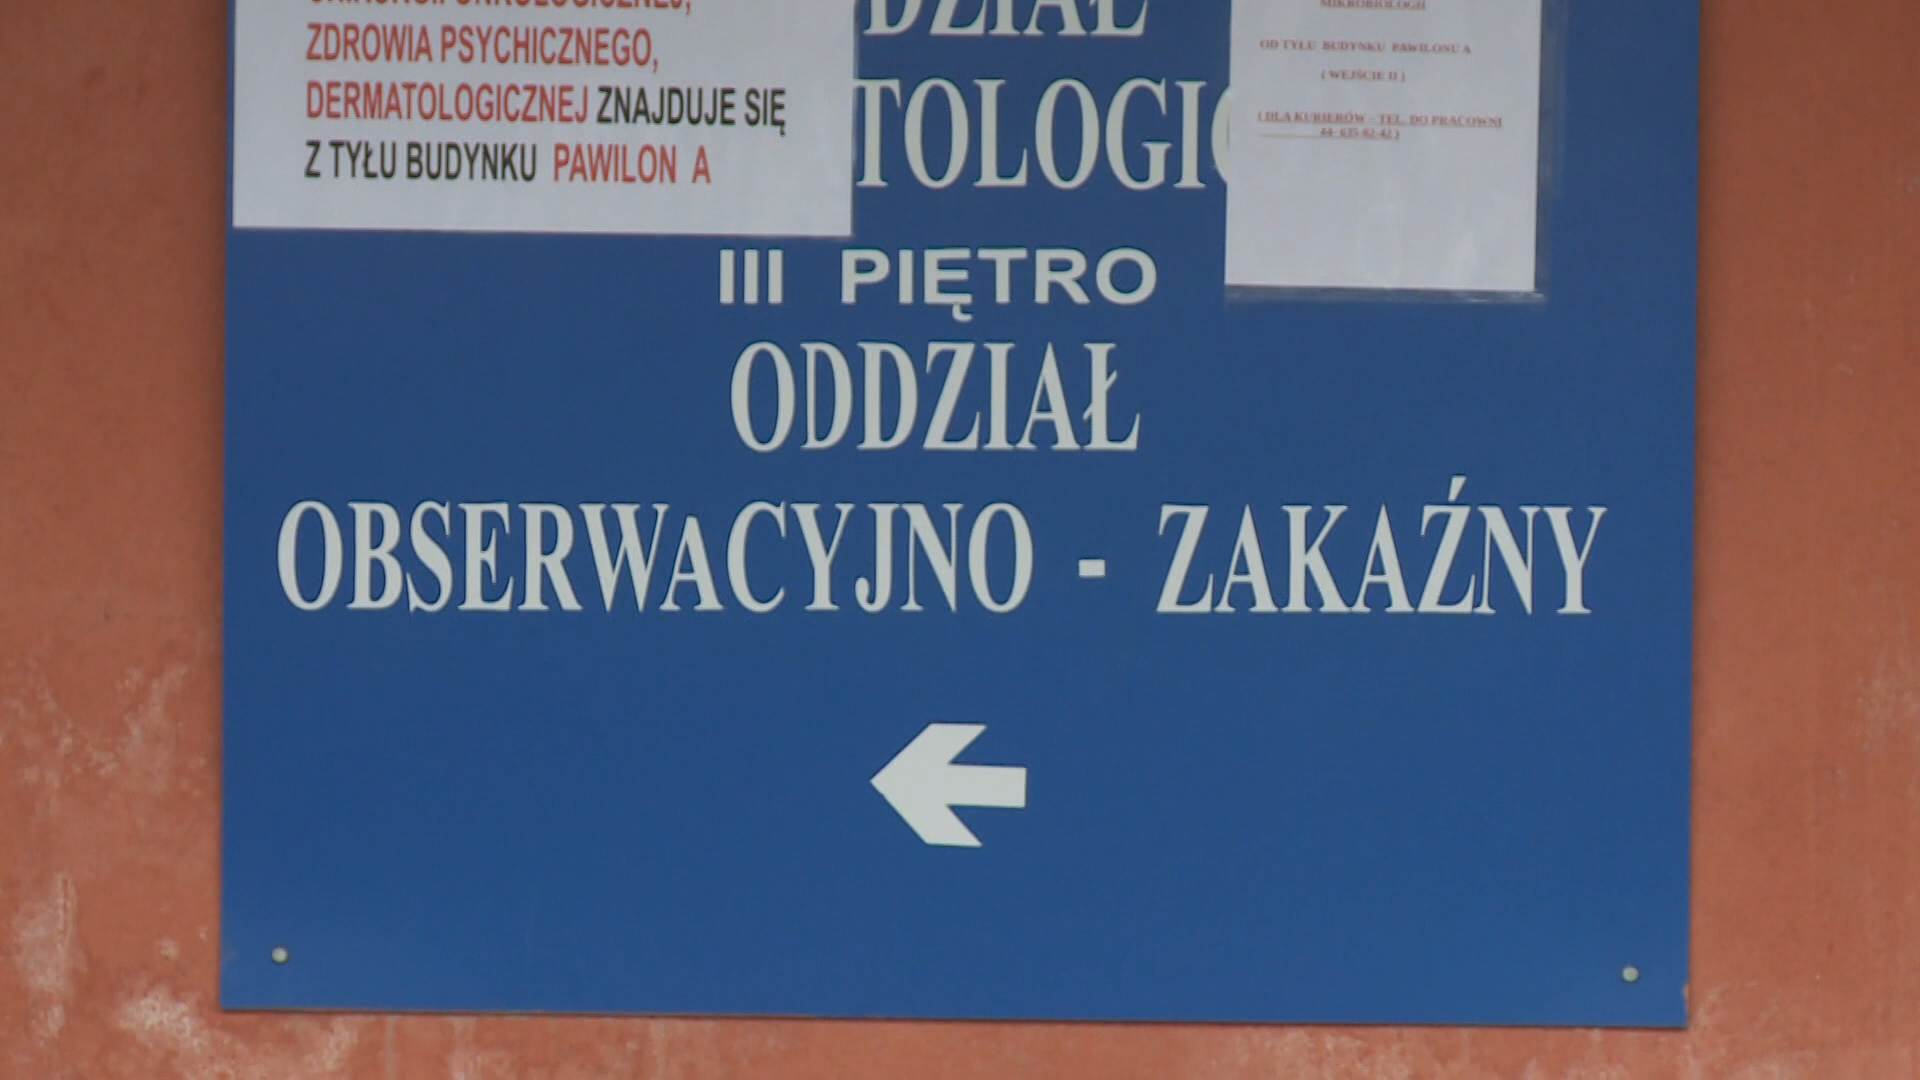 ZDROWIA PSYCHICZNEGO,
DERMATOLOGICZNEJ ZNAJDUJE SIĘ
Z TYŁU BUDYNKU PAWILON A
MIKROBIOLOGII
OD TYŁU BUDYNKU PAWILONU A
( WEJŚCIE II )
( DLA KURIERÓW - TEL. DO PRACOWNI
44- 635-82-42 )
DZIAŁ
TOLOGIC
III PIĘTRO
ODDZIAŁ
OBSERWACYJNO - ZAKAŹNY